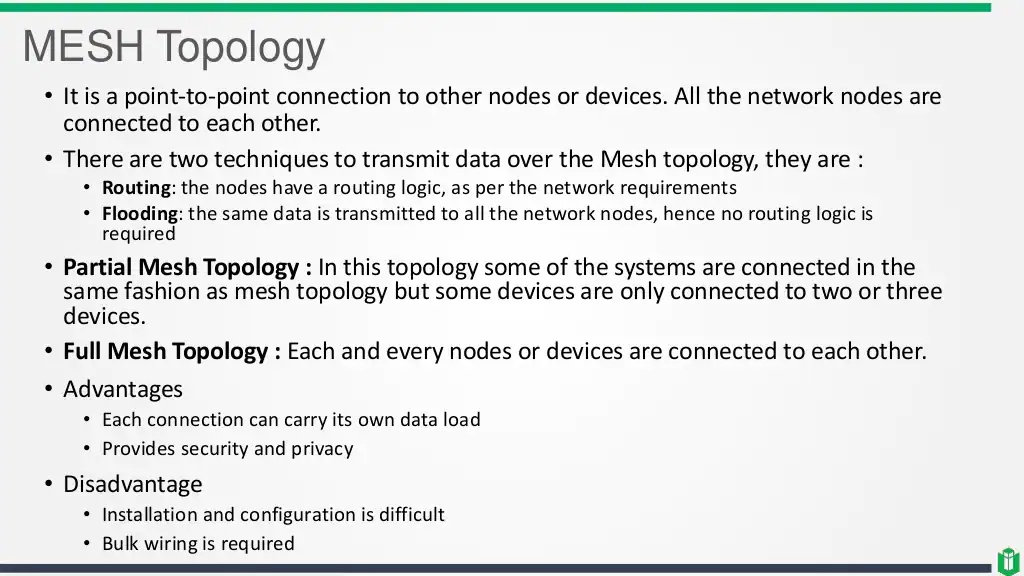 MESH Topology
• It is a point-to-point connection to other nodes or devices. All the network nodes are
connected to each other.
• There are two techniques to transmit data over the Mesh topology, they are :
• Routing: the nodes have a routing logic, as per the network requirements
• Flooding: the same data is transmitted to all the network nodes, hence no routing logic is
required
• Partial Mesh Topology : In this topology some of the systems are connected in the
same fashion as mesh topology but some devices are only connected to two or three
devices.
• Full Mesh Topology : Each and every nodes or devices are connected to each other.
• Advantages
• Each connection can carry its own data load
• Provides security and privacy
• Disadvantage
• Installation and configuration is difficult
• Bulk wiring is required